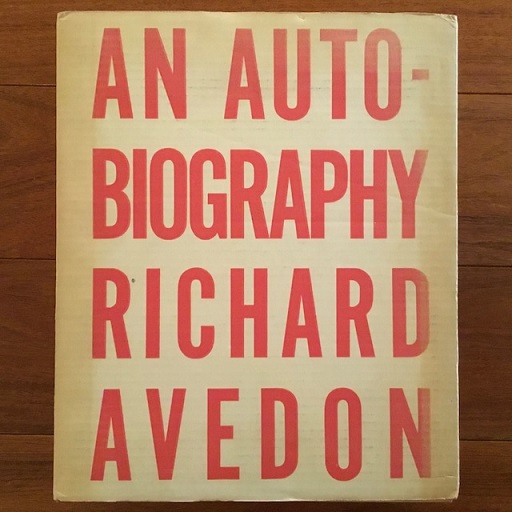 AN AUTO-
BIOGRAPHY
RICHARD
AVEDON